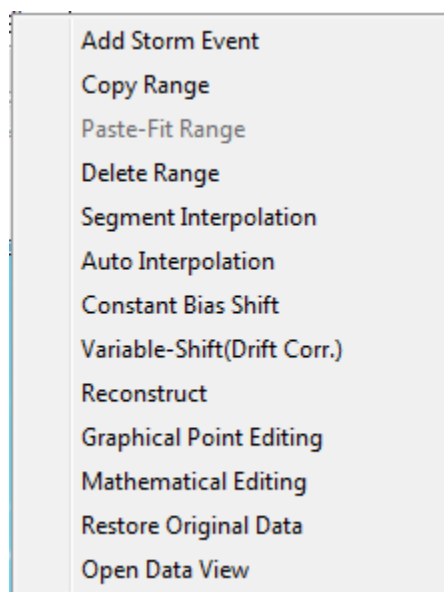 Add Storm Event
Copy Range
Paste-Fit Range
Delete Range
Segment Interpolation
Auto Interpolation
Constant Bias Shift
Variable-Shift(Drift Corr.)
Reconstruct
Graphical Point Editing
Mathematical Editing
Restore Original Data
Open Data View